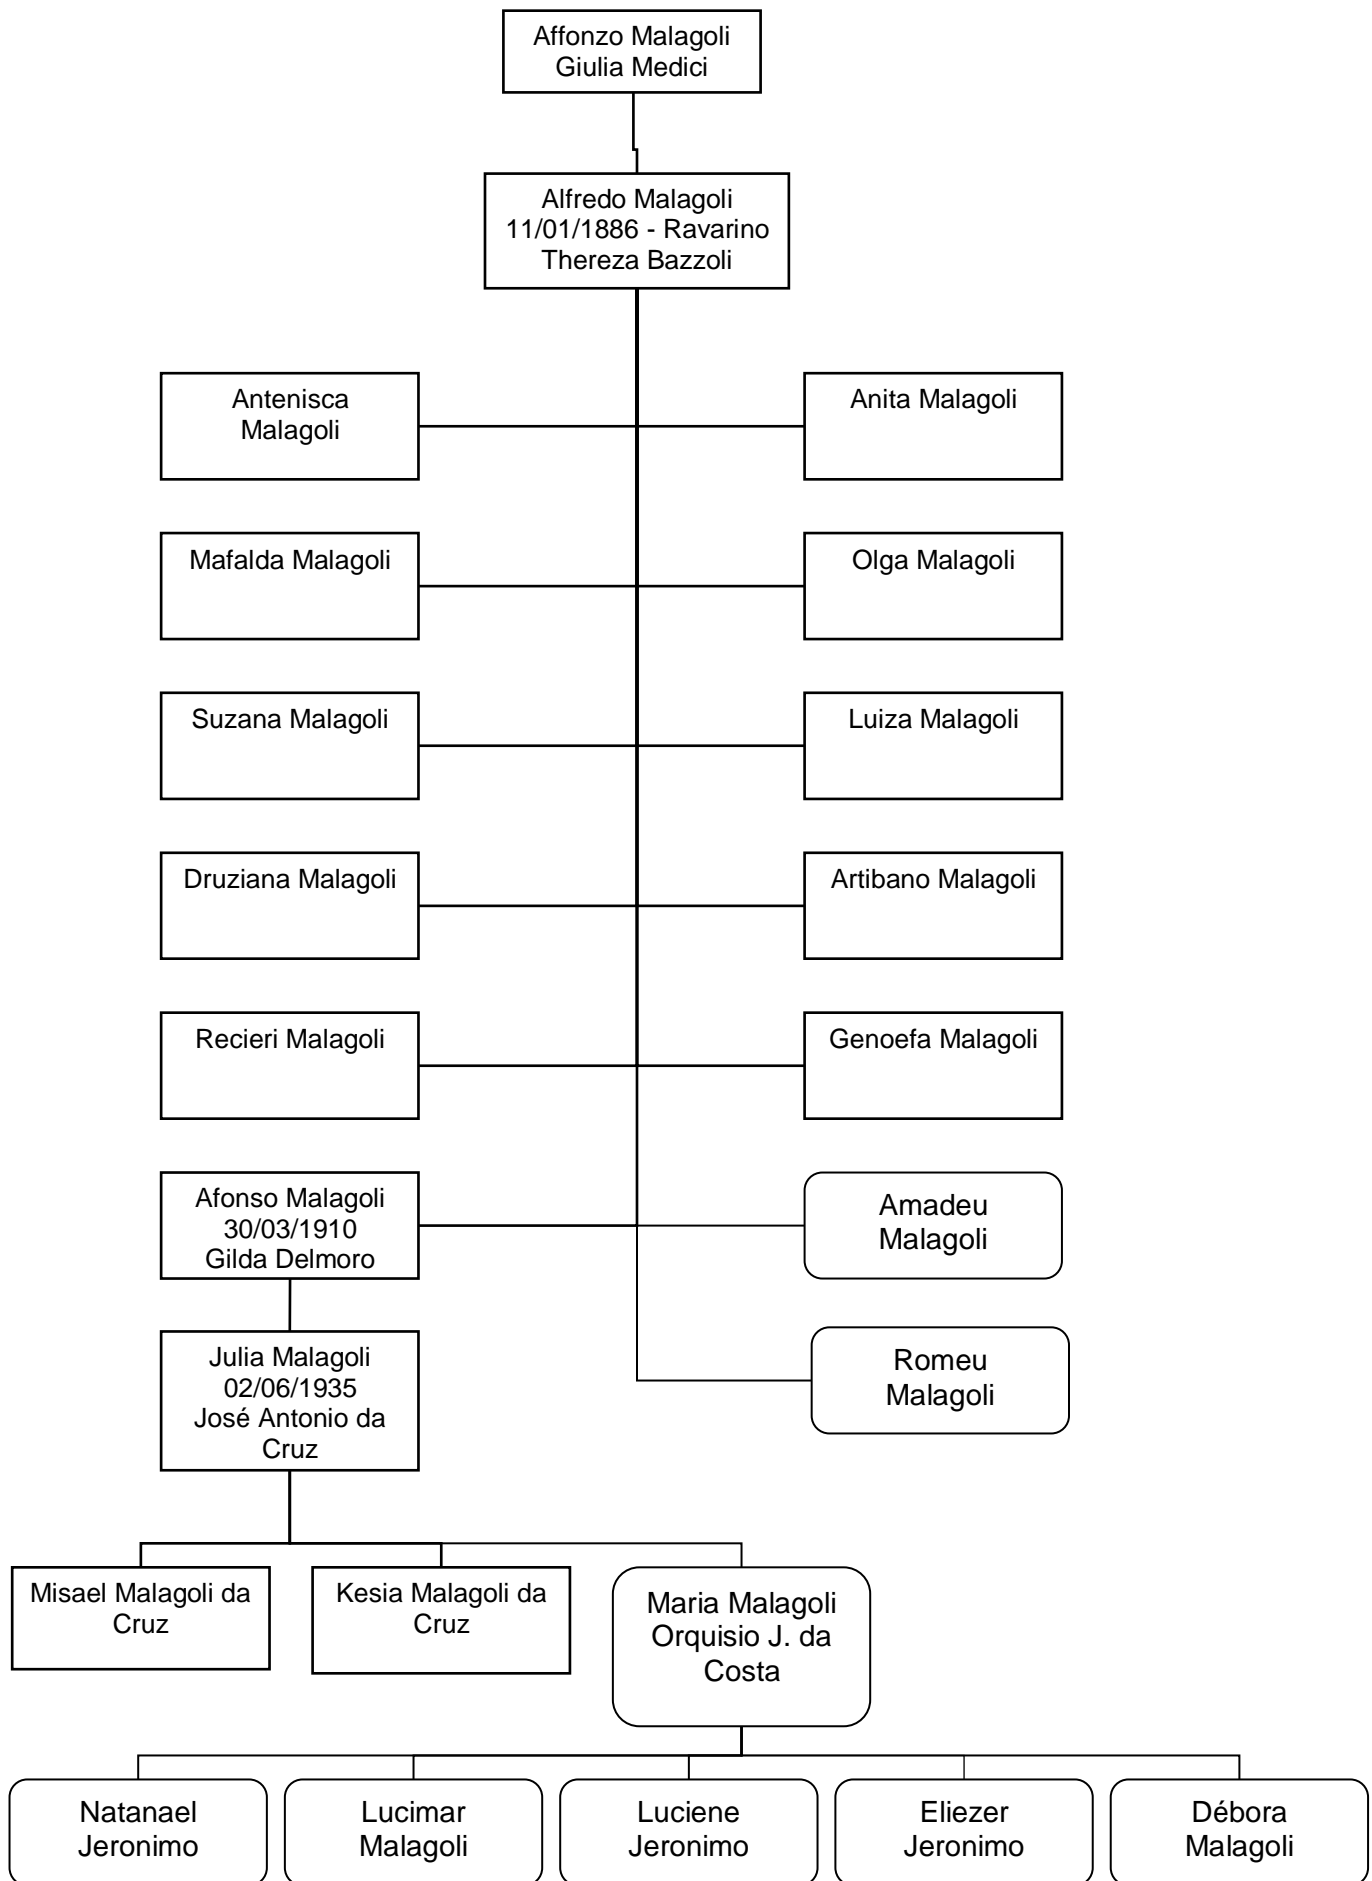 Affonzo Malagoli
Giulia Medici
Alfredo Malagoli
11/01/1886 - Ravarino
Thereza Bazzoli
Antenisca
Malagoli
Anita Malagoli
Mafalda Malagoli
Olga Malagoli
Suzana Malagoli
Luiza Malagoli
Druziana Malagoli
Artibano Malagoli
Recieri Malagoli
Genoefa Malagoli
Afonso Malagoli
30/03/1910
Gilda Delmoro
Amadeu
Malagoli
Julia Malagoli
02/06/1935
José Antonio da
Cruz
Romeu
Malagoli
Misael Malagoli da
Cruz
Kesia Malagoli da
Cruz
Maria Malagoli
Orquisio J. da
Costa
Natanael
Jeronimo
Lucimar
Malagoli
Luciene
Jeronimo
Eliezer
Jeronimo
Débora
Malagoli